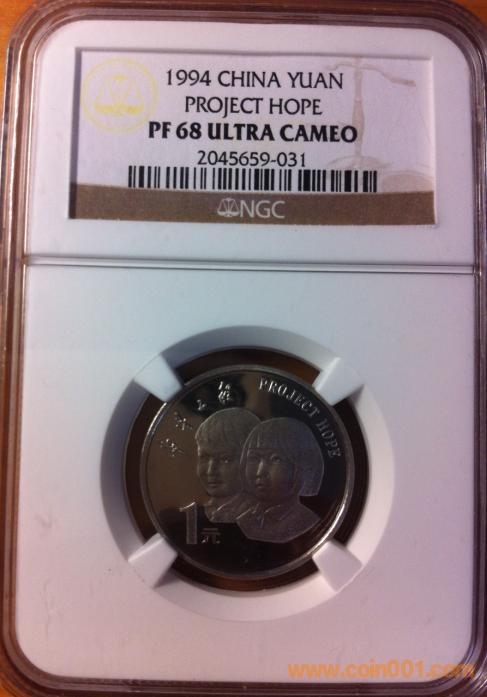 1994 CHINA YUAN
PROJECT HOPE
PF 68 ULTRA CAMEO
2045659-031
NGC
PROJECT HOPE
1元
www.coin001.com